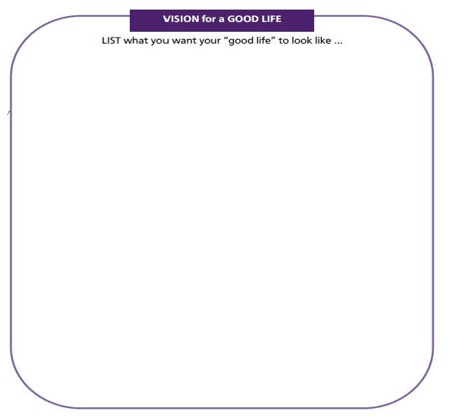 VISION for a GOOD LIFE
LIST what you want your “good life” to look like ...